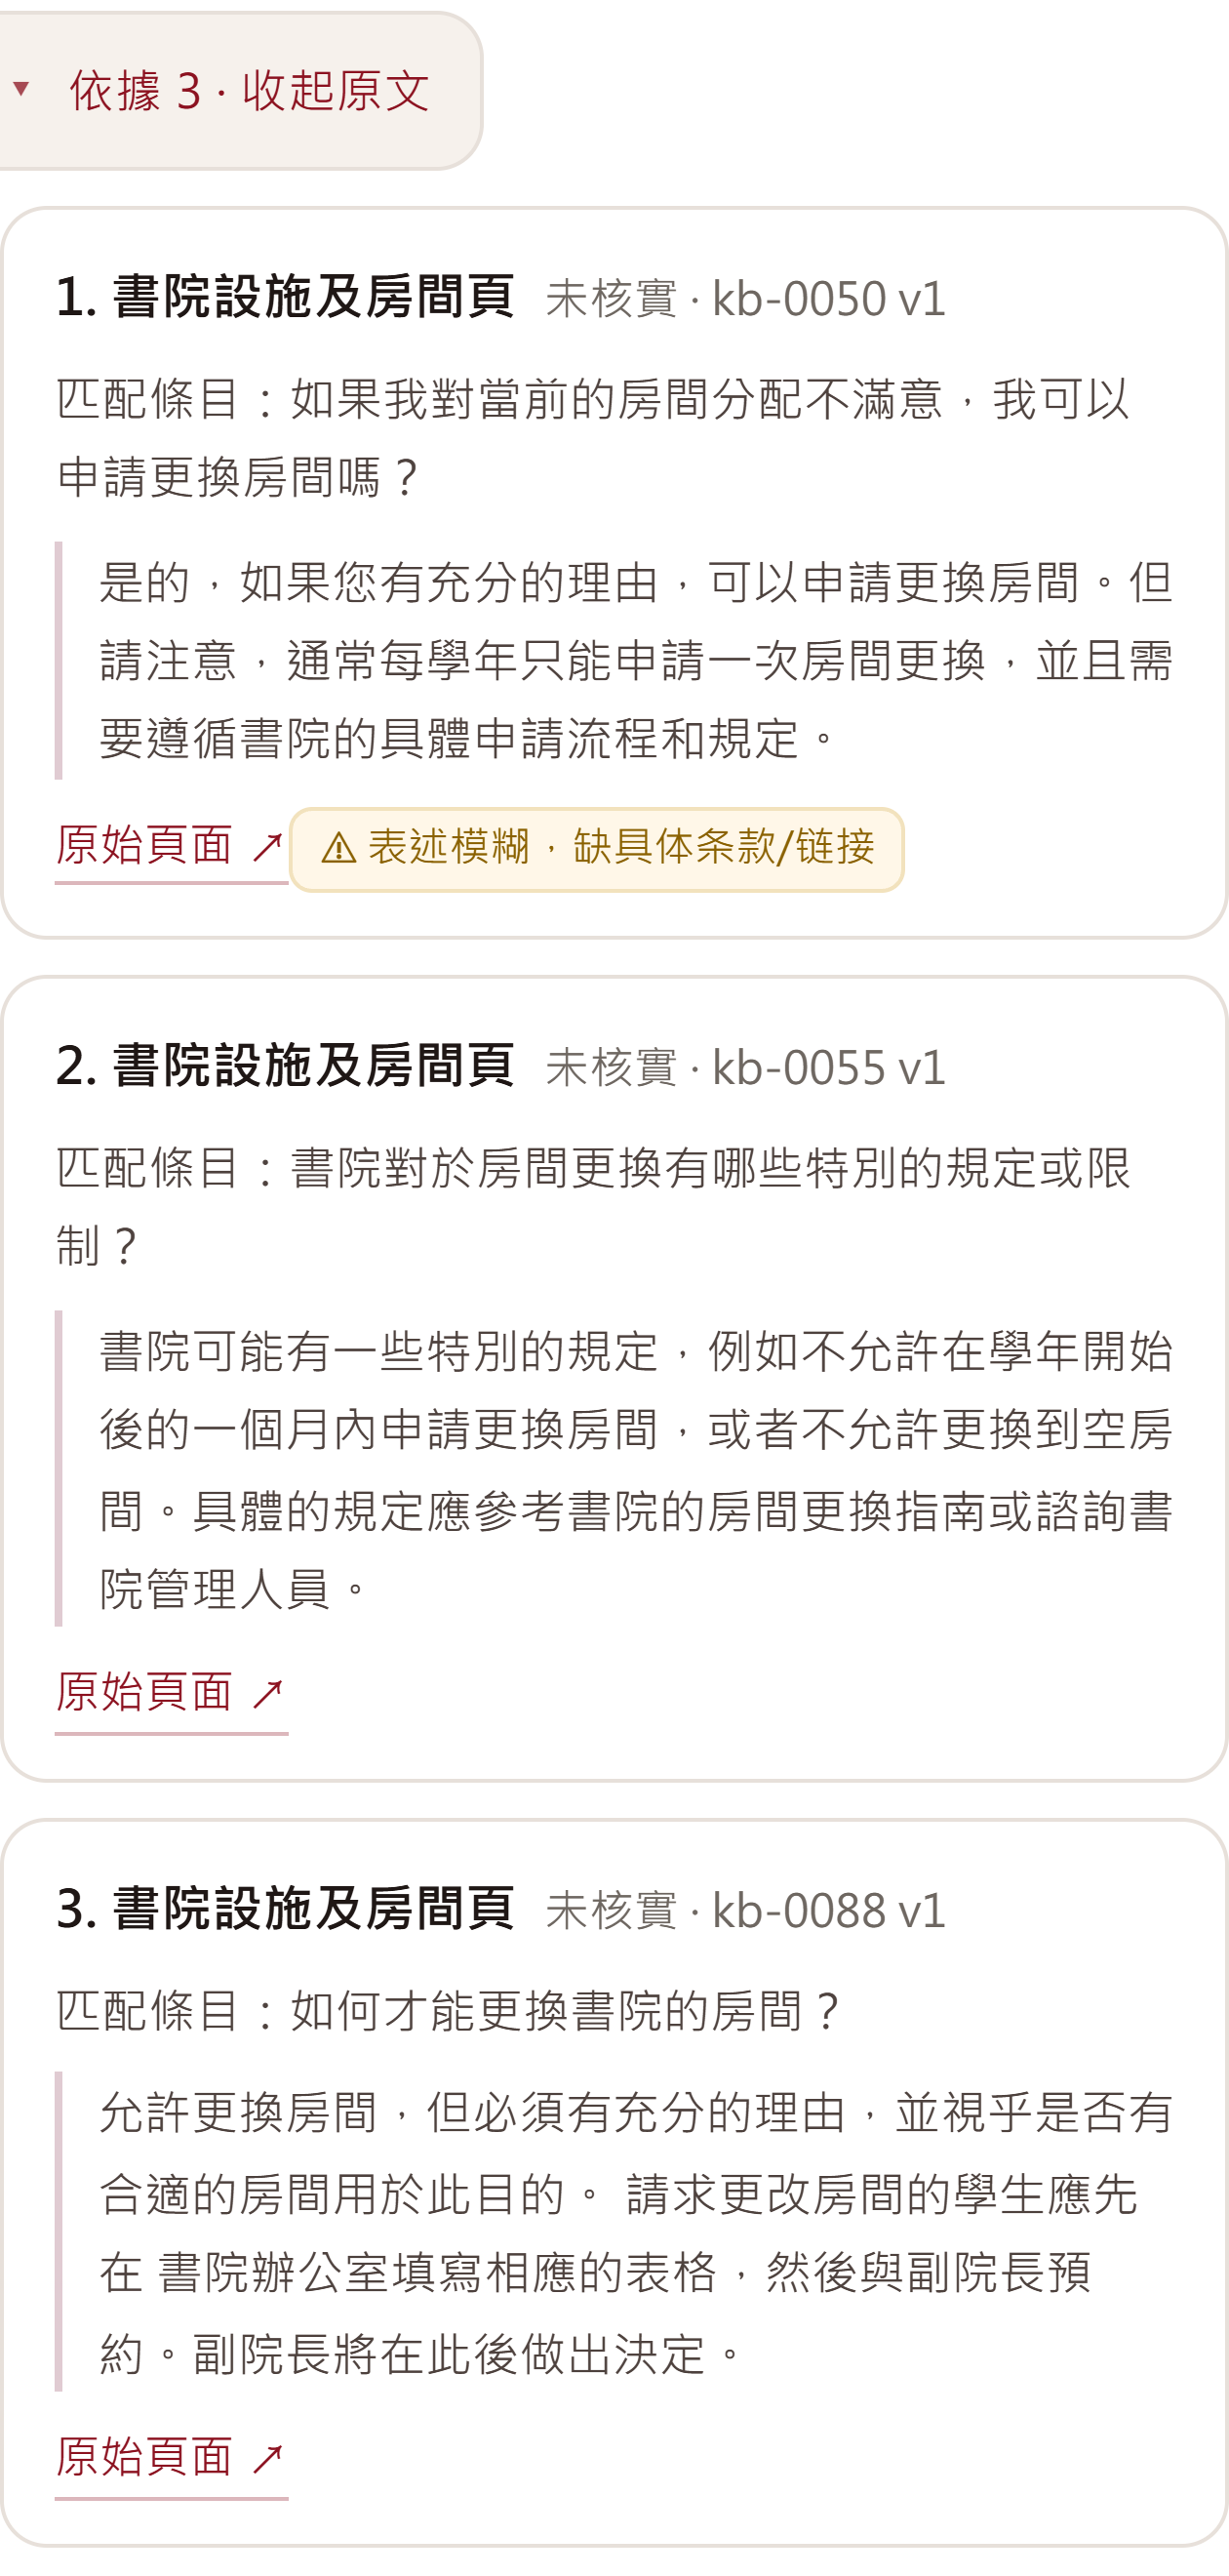 ▼ 依據 3 · 收起原文
1. 書院設施及房間頁 未核實 · kb-0050 v1
匹配條目：如果我對當前的房間分配不滿意，我可以
申請更換房間嗎？
是的，如果您有充分的理由，可以申請更換房間。但
請注意，通常每學年只能申請一次房間更換，並且需
要遵循書院的具體申請流程和規定。
原始頁面 ↗ ⚠ 表述模糊，缺具体条款/链接
2. 書院設施及房間頁 未核實 · kb-0055 v1
匹配條目：書院對於房間更換有哪些特別的規定或限
制？
書院可能有一些特別的規定，例如不允許在學年開始
後的一個月內申請更換房間，或者不允許更換到空房
間。具體的規定應參考書院的房間更換指南或諮詢書
院管理人員。
原始頁面 ↗
3. 書院設施及房間頁 未核實 · kb-0088 v1
匹配條目：如何才能更換書院的房間？
允許更換房間，但必須有充分的理由，並視乎是否有
合適的房間用於此目的。 請求更改房間的學生應先
在 書院辦公室填寫相應的表格，然後與副院長預
約。副院長將在此後做出決定。
原始頁面 ↗